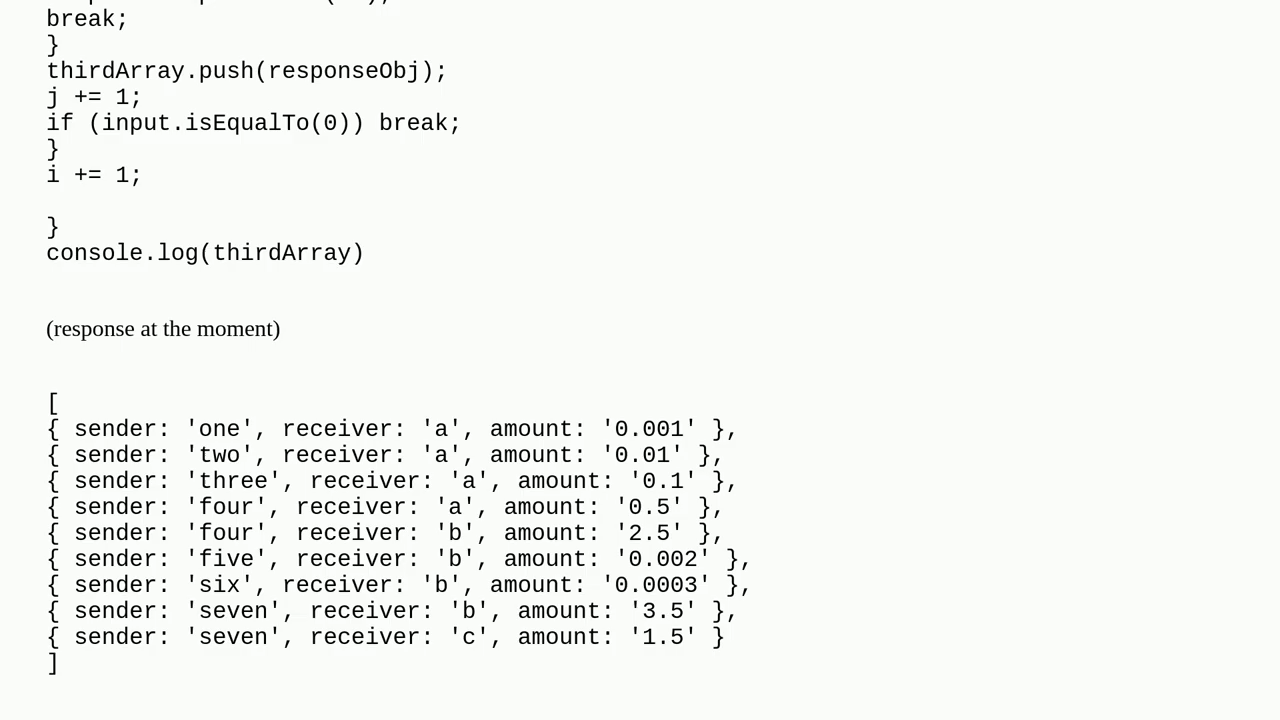 break;
}
thirdArray.push(responseObj);
j += 1;
if (input.isEqualTo(0)) break;
}
i += 1;
}
console.log(thirdArray)
(response at the moment)
[
{ sender: 'one', receiver: 'a', amount: '0.001' },
{ sender: 'two', receiver: 'a', amount: '0.01' },
{ sender: 'three', receiver: 'a', amount: '0.1' },
{ sender: 'four', receiver: 'a', amount: '0.5' },
{ sender: 'four', receiver: 'b', amount: '2.5' },
{ sender: 'five', receiver: 'b', amount: '0.002' },
{ sender: 'six', receiver: 'b', amount: '0.0003' },
{ sender: 'seven', receiver: 'b', amount: '3.5' },
{ sender: 'seven', receiver: 'c', amount: '1.5' }
]